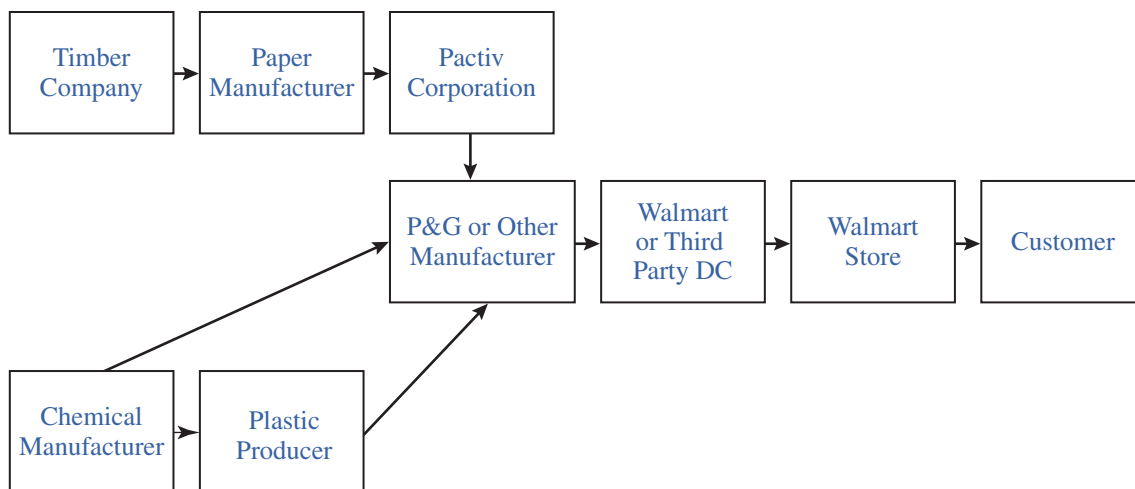 Timber
Company
Paper
Manufacturer
Pactiv
Corporation
P&G or Other
Manufacturer
Walmart
or Third
Party DC
Walmart
Store
Customer
Chemical
Manufacturer
Plastic
Producer